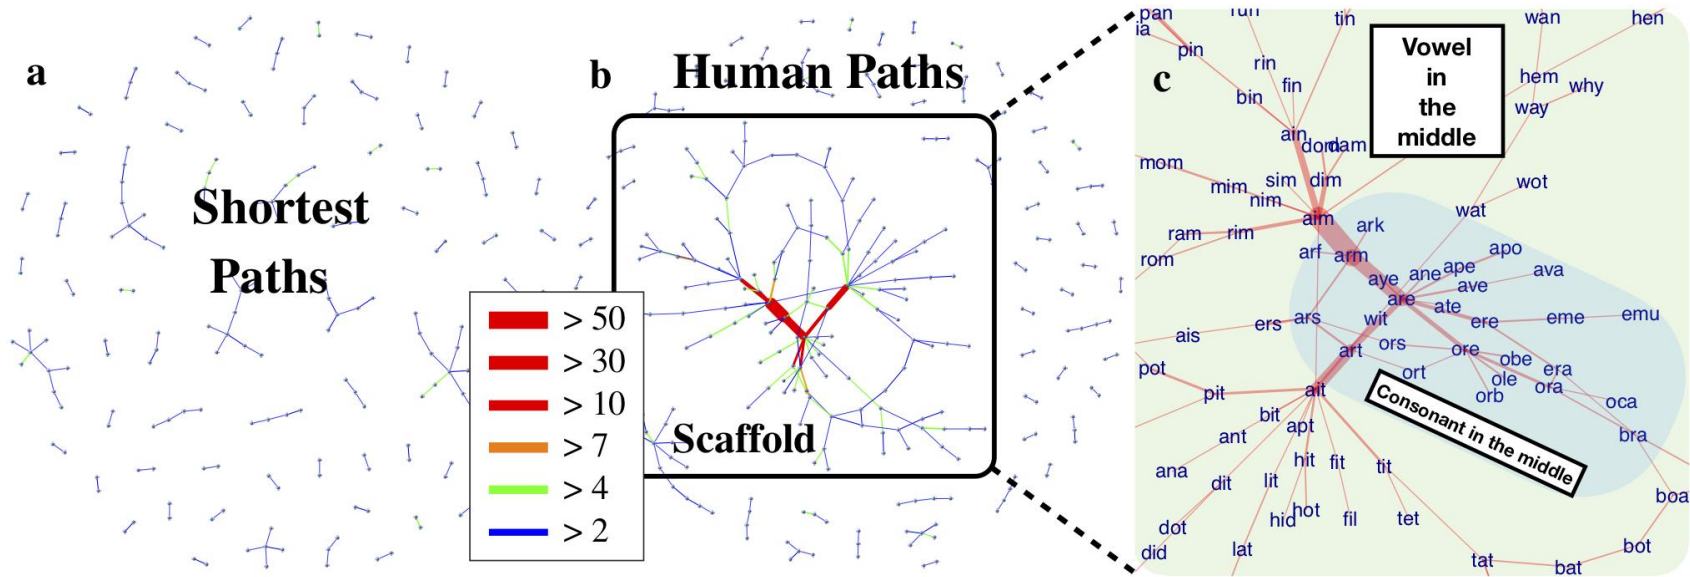 a
Shortest
Paths
> 50
> 30
> 10
> 7
> 4
> 2
b
Human Paths
Scaffold
c
Vowel
in
the
middle
Consonant in the middle
pan
tin
wan
hen
ia
pin
rin
fin
bin
hem
why
way
ain
dom
dam
mom
mim
sim
dim
nim
wot
wat
aim
ark
ram
rim
rom
arf
arm
apo
aye
ane
ape
ava
ave
are
ate
ers
ars
wit
ere
eme
emu
ais
art
ors
ore
obe
era
ort
ole
ora
orb
pot
pit
ait
oca
bit
apt
bra
ant
ana
hit
fit
tit
dit
lit
boa
hid
hot
fil
tet
dot
did
lat
tat
bat
bot